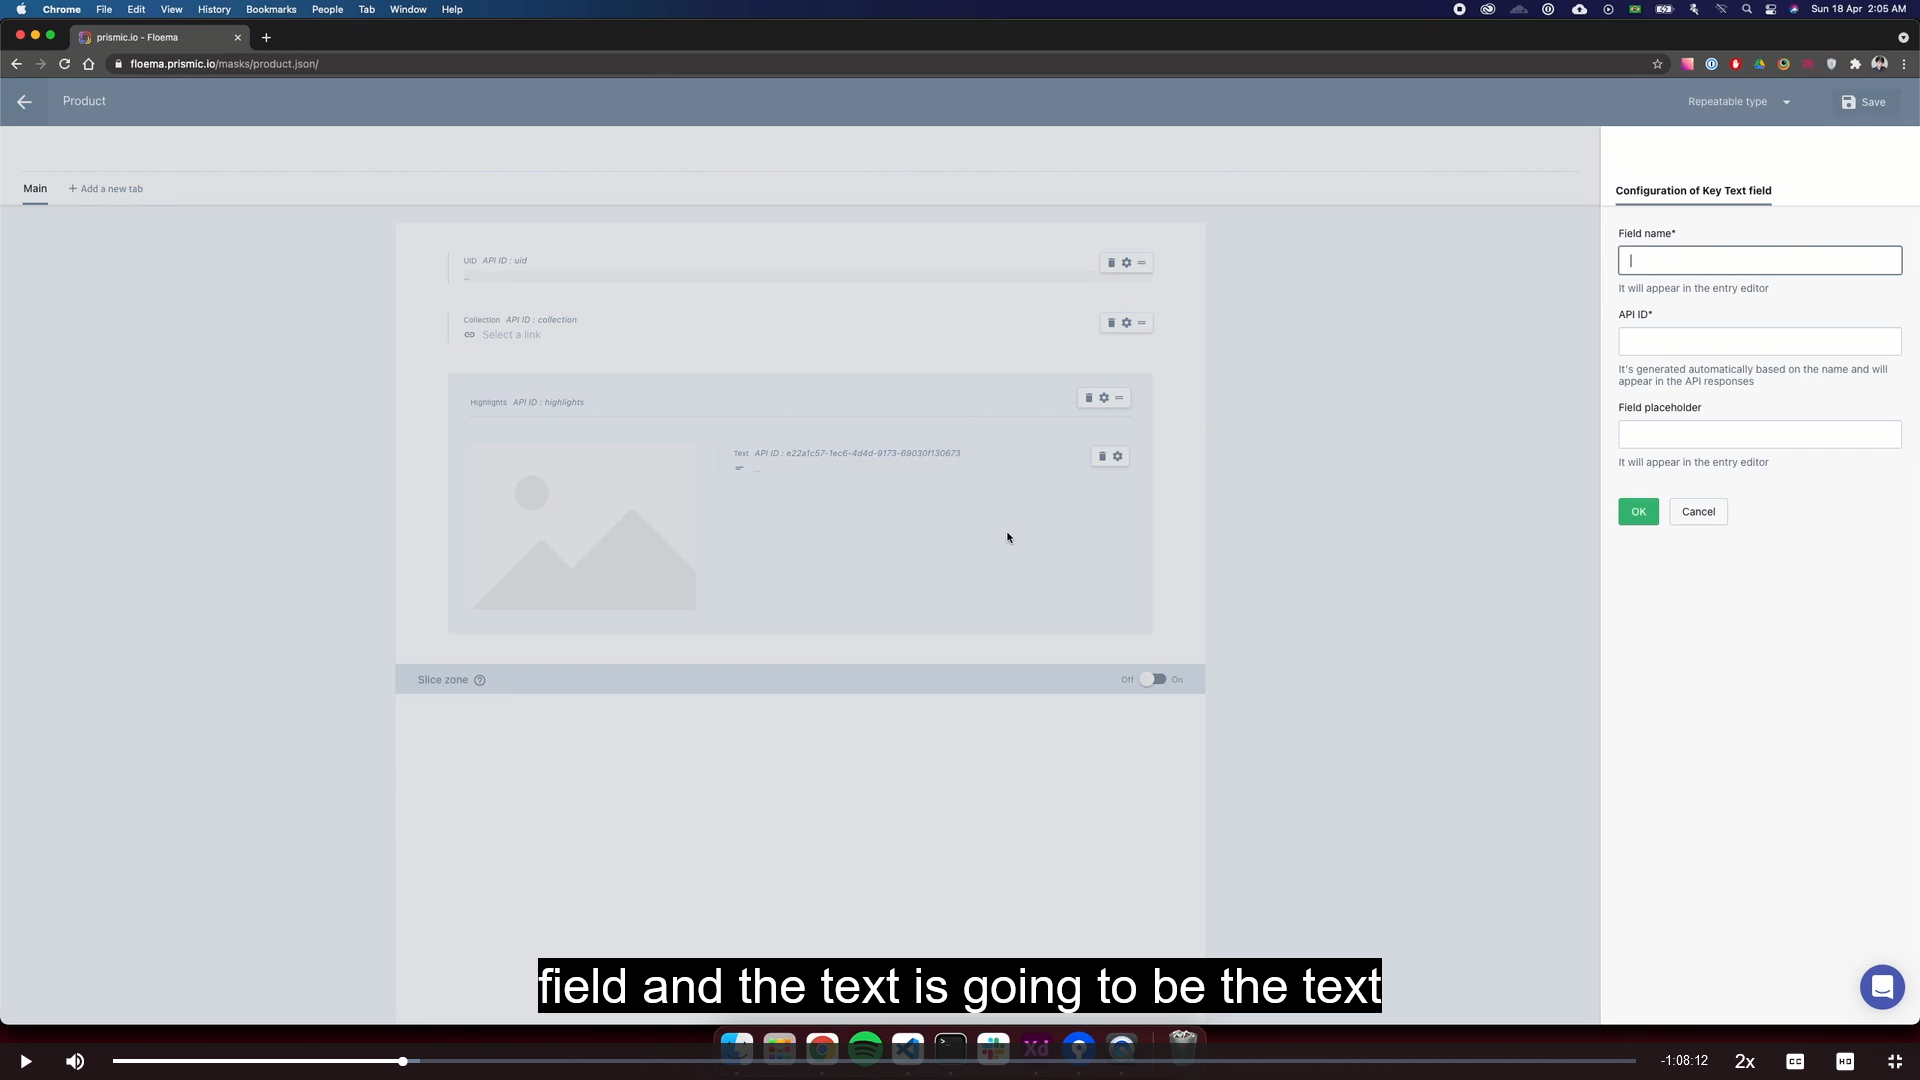 Chrome File Edit View History Bookmarks People Tab Window Help
Sun 18 Apr 2:05 AM
prismic.io - Floema
floema.prismic.io/masks/product.json/
Product
Repeatable type
Save
Main
+ Add a new tab
Configuration of Key Text field
Field name*
It will appear in the entry editor
API ID*
It's generated automatically based on the name and will
appear in the API responses
Field placeholder
It will appear in the entry editor
OK
Cancel
UID API ID : uid
...
Collection API ID : collection
Select a link
Highlights API ID : highlights
Text API ID : e22a1c57-1ec6-4d4d-9173-69030f130673
...
Slice zone
Off
On
field and the text is going to be the text
Xd
-1:08:12
2x
CC
HD